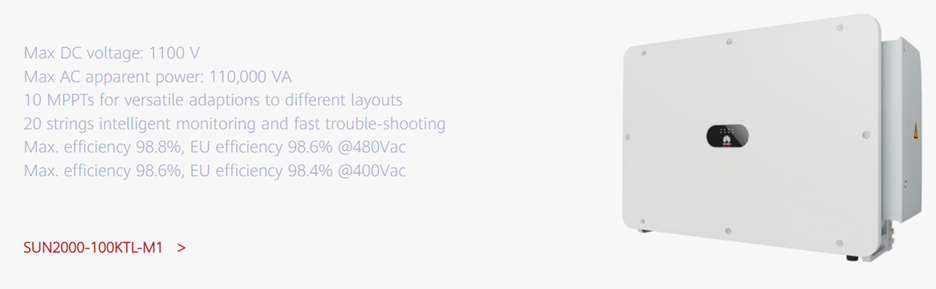 Max DC voltage: 1100 V
Max AC apparent power: 110,000 VA
10 MPPTs for versatile adaptions to different layouts
20 strings intelligent monitoring and fast trouble-shooting
Max. efficiency 98.8%, EU efficiency 98.6% @480Vac
Max. efficiency 98.6%, EU efficiency 98.4% @400Vac
SUN2000-100KTL-M1 >